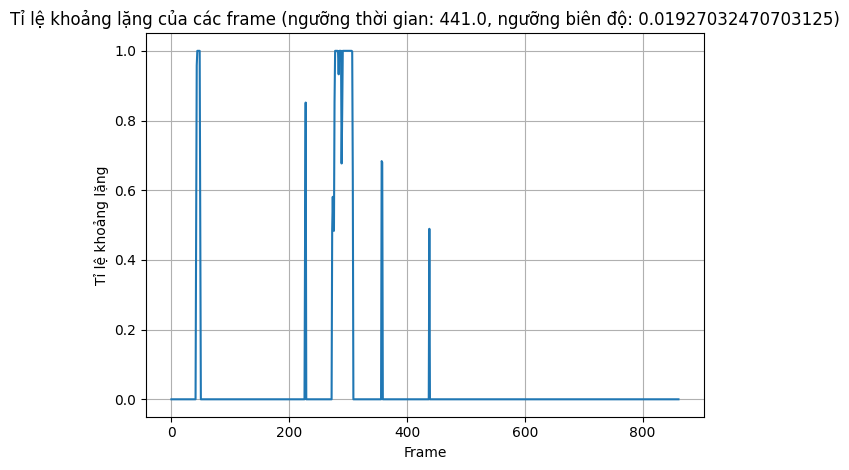 Tỉ lệ khoảng lặng của các frame (ngưỡng thời gian: 441.0, ngưỡng biên độ: 0.01927032470703125)
1.0
0.8
0.6
0.4
0.2
0.0
Tỉ lệ khoảng lặng
0 200 400 600 800
Frame